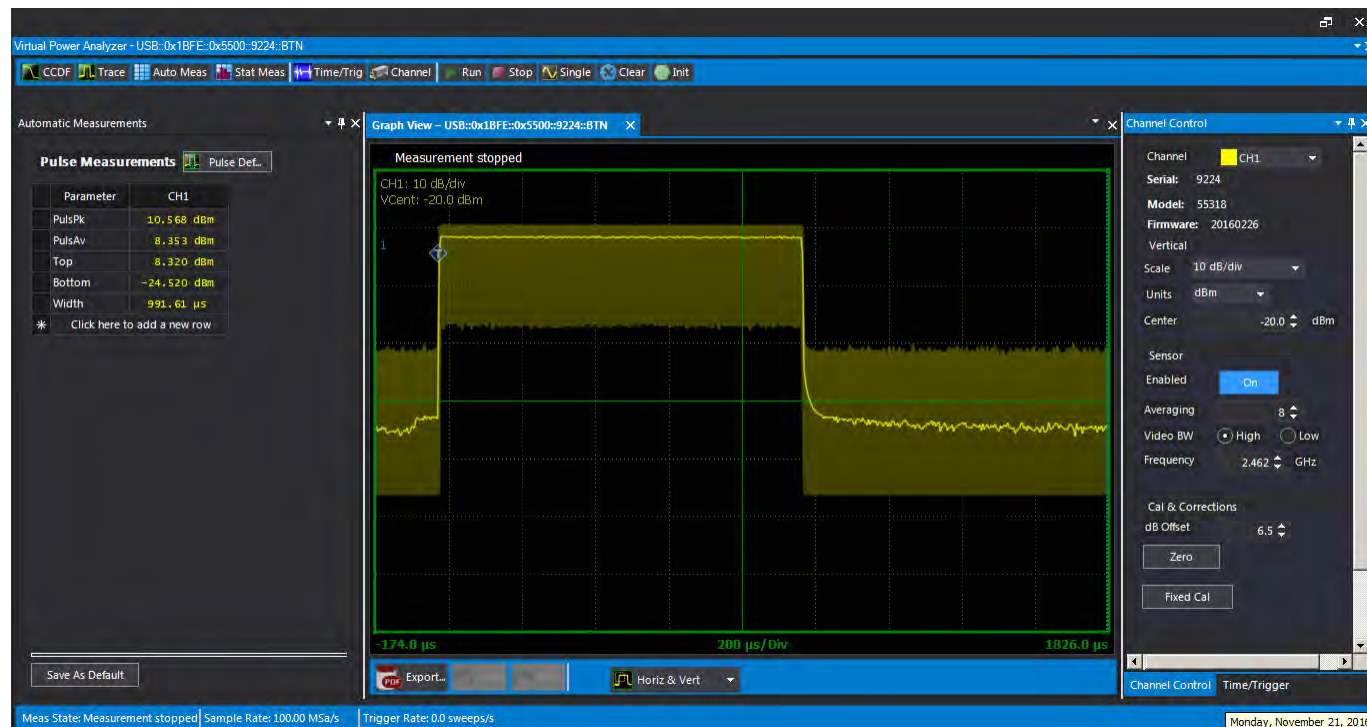 Virtual Power Analyzer - USB::0x1BFE::0x5500::9224::BTN
CCDF Trace Auto Meas Stat Meas Time/Trig Channel Run Stop Single Clear Init
Automatic Measurements
Pulse Measurements Pulse Def...
Parameter CH1
PulsPk 10.568 dBm
PulsAv 8.353 dBm
Top 8.320 dBm
Bottom -24.520 dBm
Width 991.61 µs
Click here to add a new row
Save As Default
Graph View – USB::0x1BFE::0x5500::9224::BTN
Measurement stopped
CH1: 10 dB/div
VCent: -20.0 dBm
1
T
-174.0 µs 200 µs/Div 1826.0 µs
PDF Export... Horiz & Vert
Channel Control
Channel CH1
Serial: 9224
Model: 55318
Firmware: 20160226
Vertical
Scale 10 dB/div
Units dBm
Center -20.0 dBm
Sensor
Enabled On
Averaging 8
Video BW High Low
Frequency 2.462 GHz
Cal & Corrections
dB Offset 6.5
Zero
Fixed Cal
Channel Control Time/Trigger
Meas State: Measurement stopped Sample Rate: 100.00 MSa/s Trigger Rate: 0.0 sweeps/s
Monday, November 21, 2016